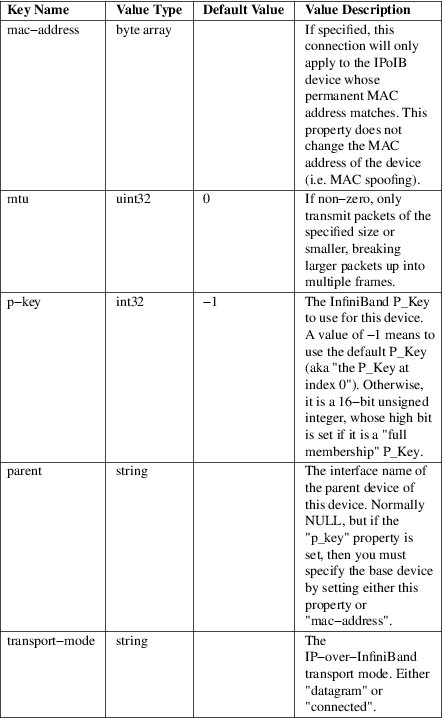 Key Name Value Type Default Value Value Description
mac−address byte array If specified, this
connection will only
apply to the IPoIB
device whose
permanent MAC
address matches. This
property does not
change the MAC
address of the device
(i.e. MAC spoofing).
mtu uint32 0 If non−zero, only
transmit packets of the
specified size or
smaller, breaking
larger packets up into
multiple frames.
p−key int32 −1 The InfiniBand P_Key
to use for this device.
A value of −1 means to
use the default P_Key
(aka "the P_Key at
index 0"). Otherwise,
it is a 16−bit unsigned
integer, whose high bit
is set if it is a "full
membership" P_Key.
parent string The interface name of
the parent device of
this device. Normally
NULL, but if the
"p_key" property is
set, then you must
specify the base device
by setting either this
property or
"mac−address".
transport−mode string The
IP−over−InfiniBand
transport mode. Either
"datagram" or
"connected".